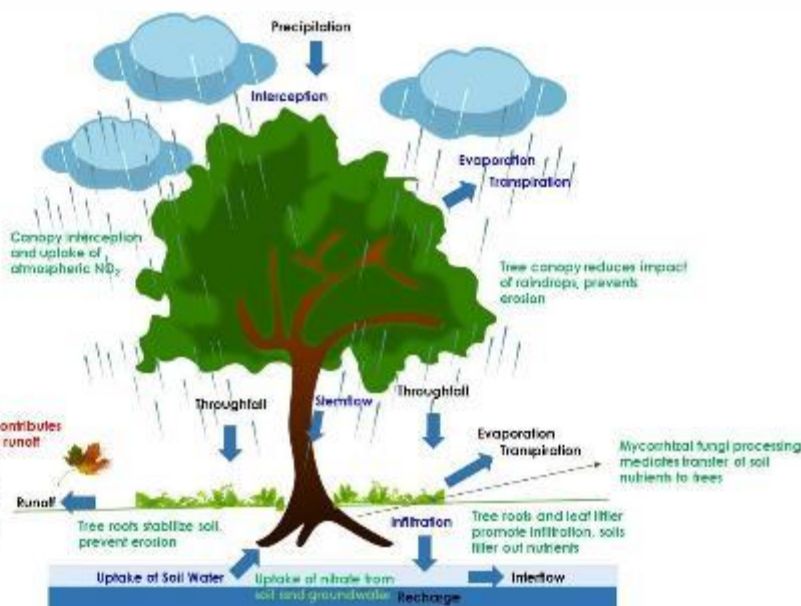 Precipitation
Interception
Evaporation
Transpiration
Canopy interception
and uptake of
atmospheric NO₂
Tree canopy reduces impact
of raindrops, prevents
erosion
Throughfall
Stemflow
Throughfall
ontributes
runoff
Evaporation
Transpiration
Mycorrhizal fungi processing
mediates transfer of soil
nutrients to trees
Runoff
Tree roots stabilize soil,
prevent erosion
Infiltration
Tree roots and leaf litter
promote infiltration, soils
filter out nutrients
Uptake of Soil Water
Uptake of nitrate from
soil and groundwater
Interflow
Recharge